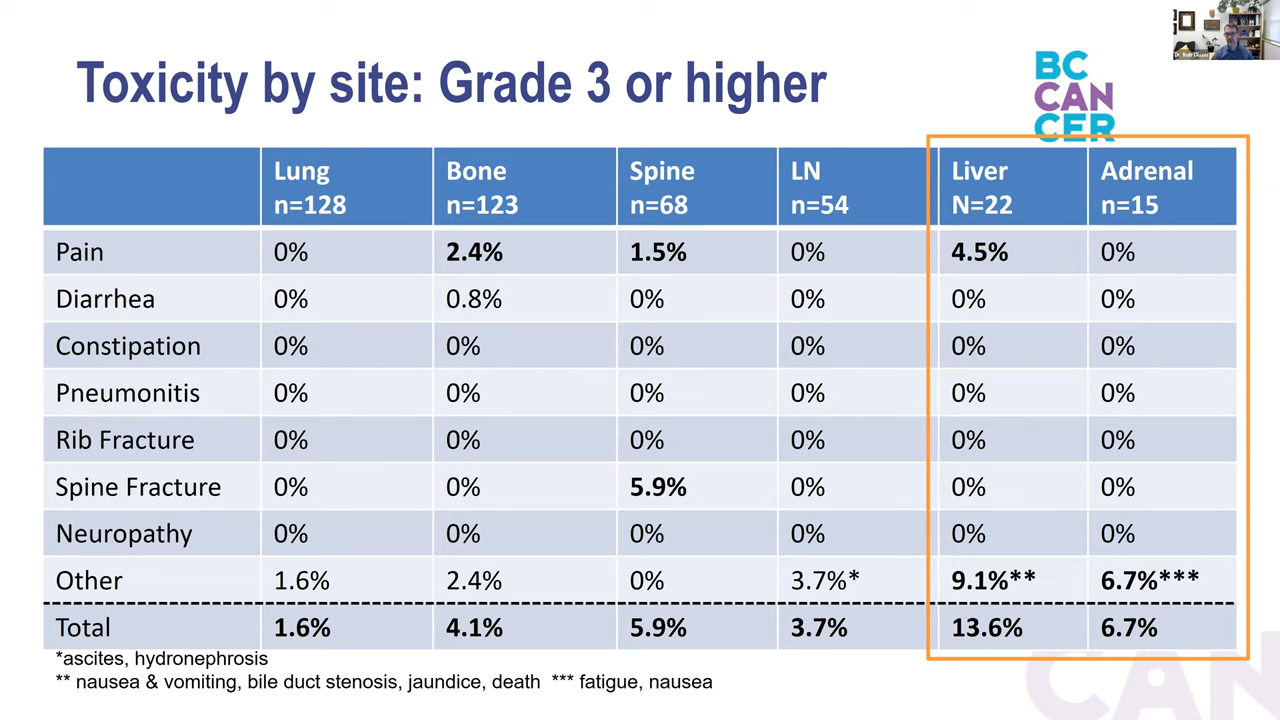 Toxicity by site: Grade 3 or higher
BC
CAN
CER
Dr. Rob Olson
Lung Bone Spine LN Liver Adrenal
n=128 n=123 n=68 n=54 N=22 n=15
Pain 0% 2.4% 1.5% 0% 4.5% 0%
Diarrhea 0% 0.8% 0% 0% 0% 0%
Constipation 0% 0% 0% 0% 0% 0%
Pneumonitis 0% 0% 0% 0% 0% 0%
Rib Fracture 0% 0% 0% 0% 0% 0%
Spine Fracture 0% 0% 5.9% 0% 0% 0%
Neuropathy 0% 0% 0% 0% 0% 0%
Other 1.6% 2.4% 0% 3.7%* 9.1%** 6.7%***
Total 1.6% 4.1% 5.9% 3.7% 13.6% 6.7%
*ascites, hydronephrosis
** nausea & vomiting, bile duct stenosis, jaundice, death *** fatigue, nausea
CAN